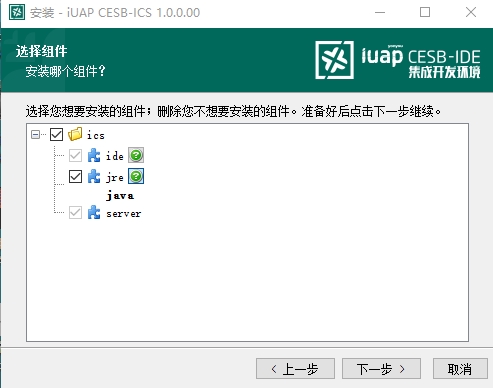 安装 - iUAP CESB-ICS 1.0.0.00
选择组件
安装哪个组件?
iuap CESB-IDE
集成开发环境
选择您想要安装的组件；删除您不想要安装的组件。准备好后点击下一步继续。
ics
ide
jre
java
server
< 上一步
下一步 >
取消